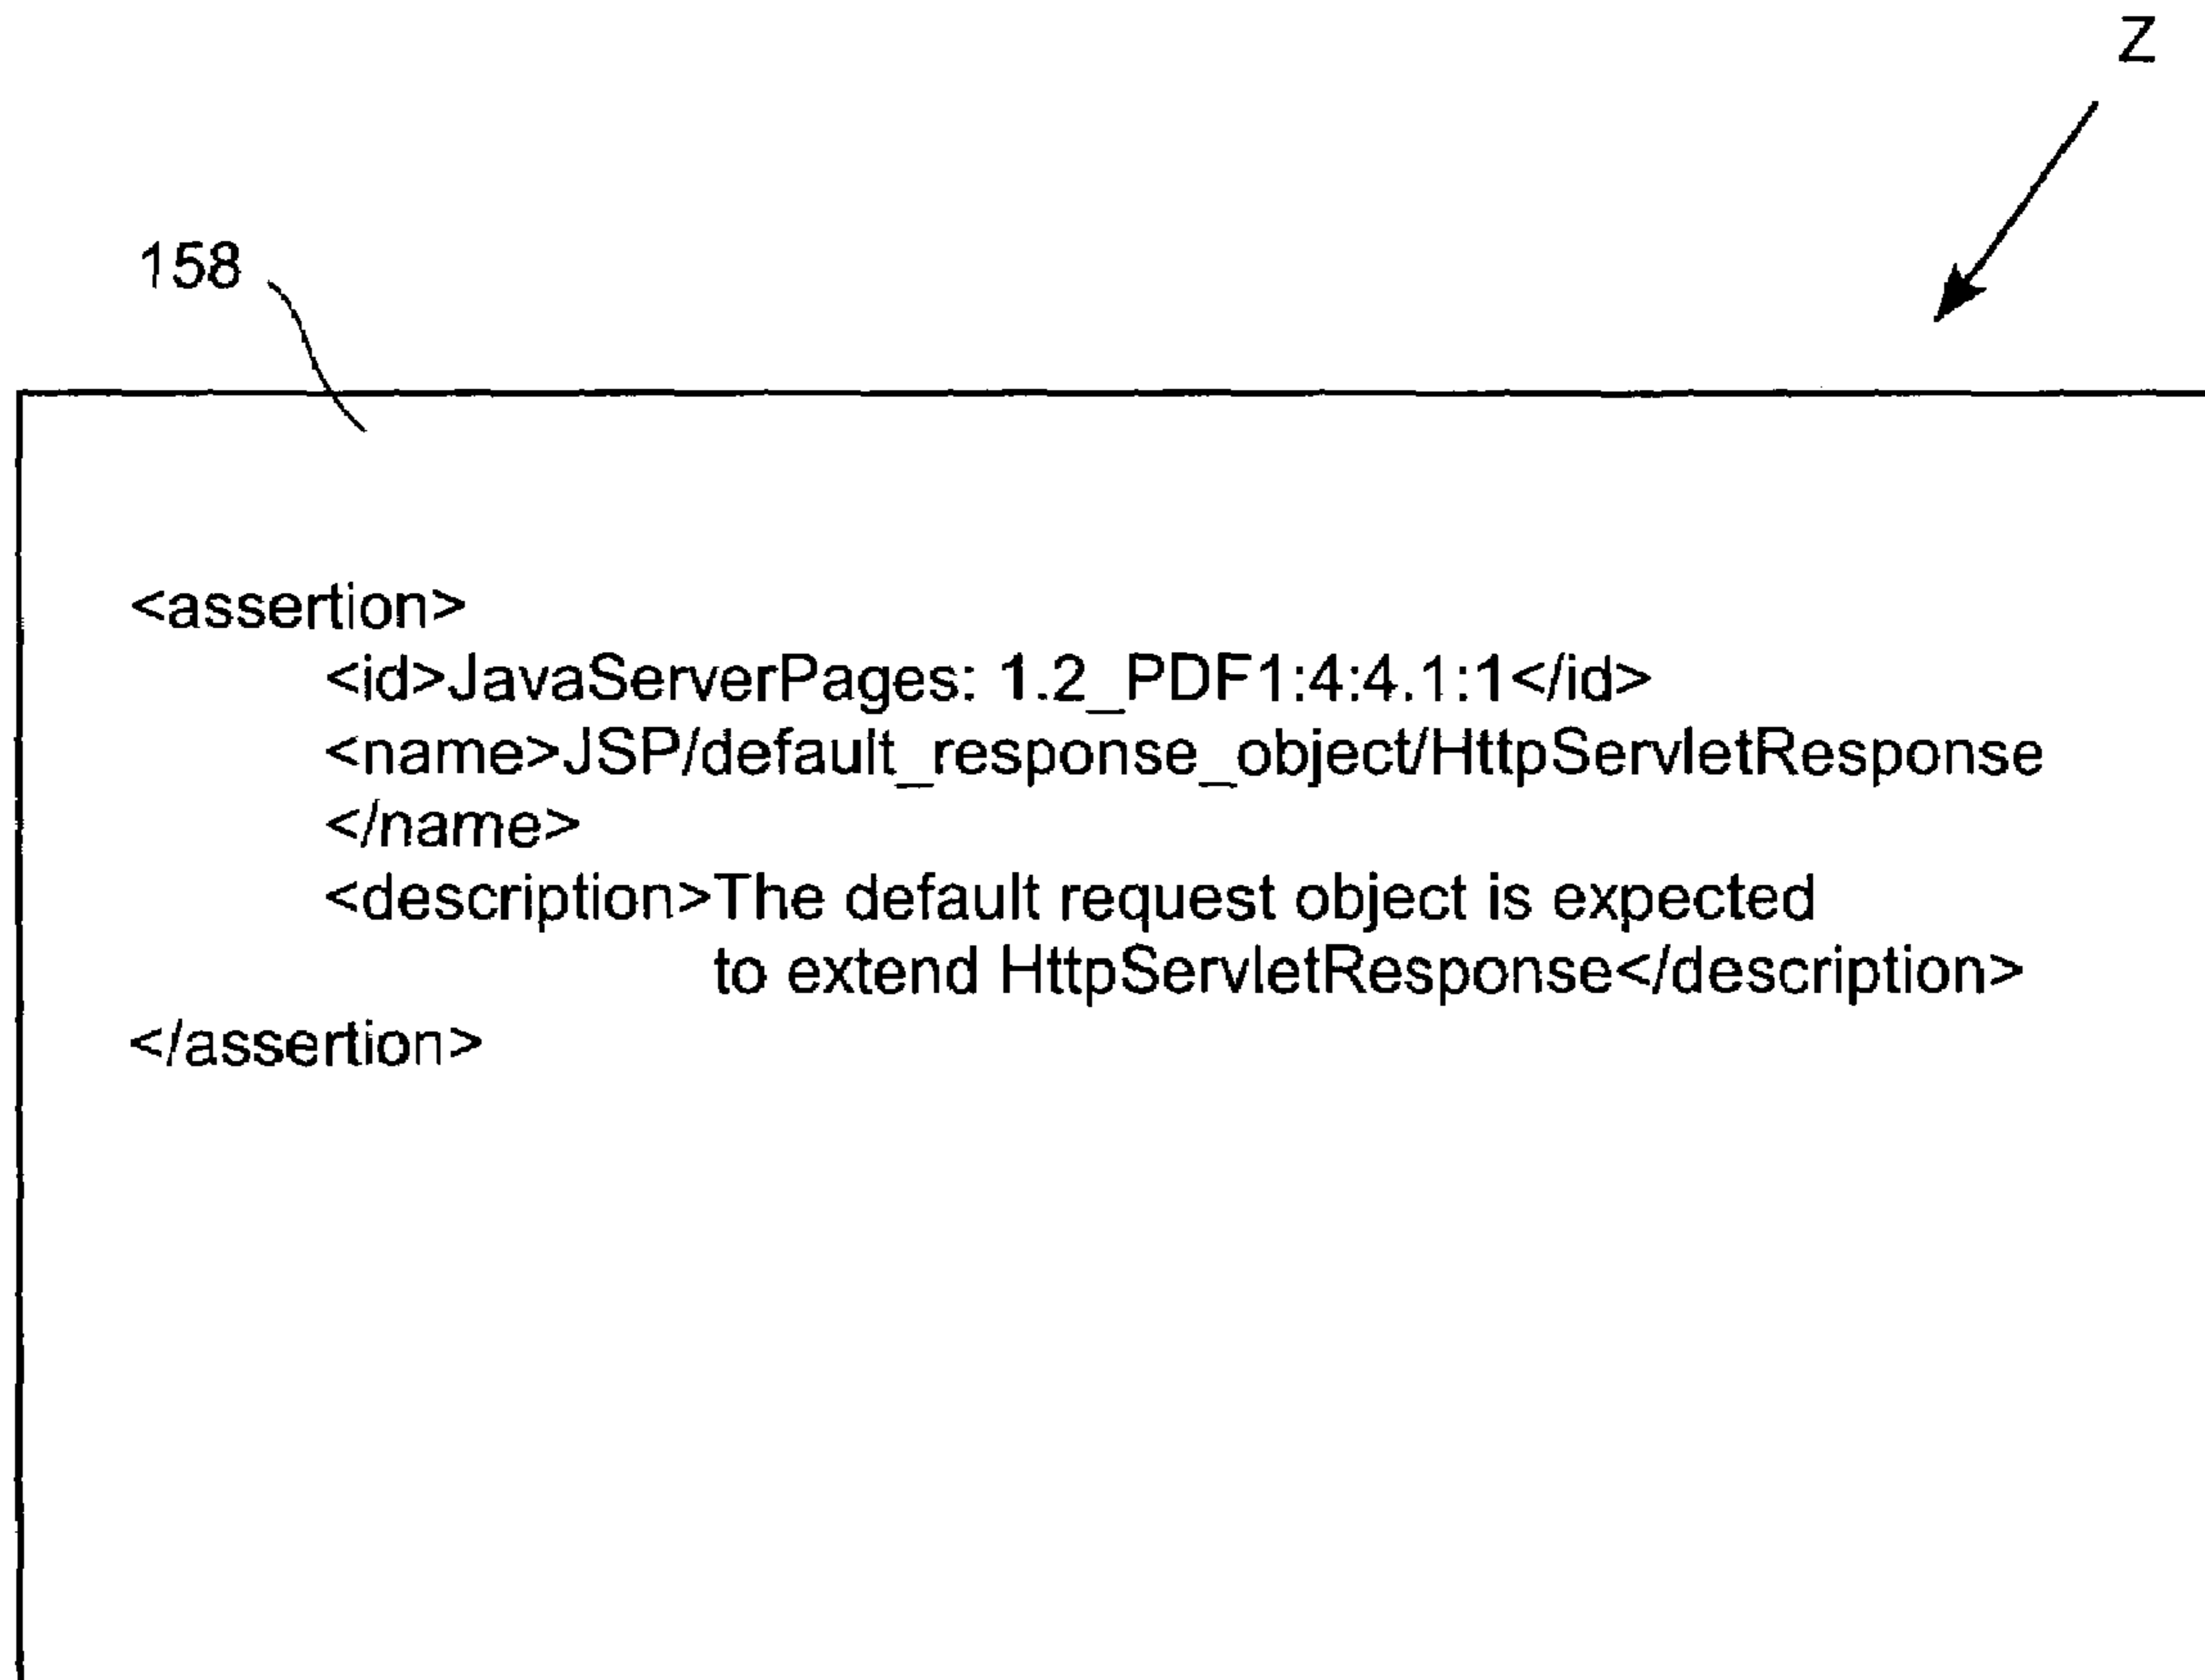 Z
158
<assertion>
<id>JavaServerPages: 1.2_PDF1:4:4.1:1</id>
<name>JSP/default_response_object/HttpServletResponse
</name>
<description>The default request object is expected
to extend HttpServletResponse</description>
</assertion>